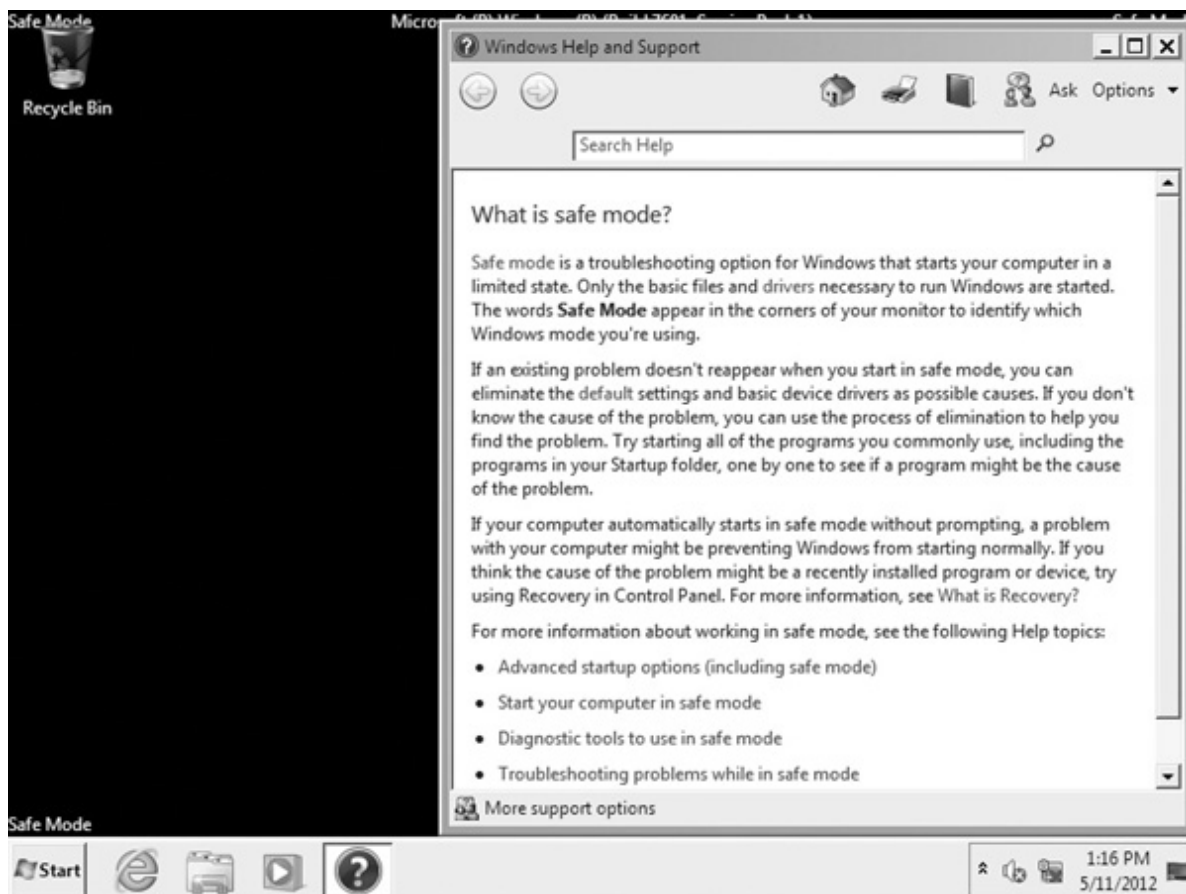 Safe Mode
Recycle Bin
Windows Help and Support
Ask Options
Search Help
What is safe mode?
Safe mode is a troubleshooting option for Windows that starts your computer in a
limited state. Only the basic files and drivers necessary to run Windows are started.
The words Safe Mode appear in the corners of your monitor to identify which
Windows mode you're using.
If an existing problem doesn't reappear when you start in safe mode, you can
eliminate the default settings and basic device drivers as possible causes. If you don't
know the cause of the problem, you can use the process of elimination to help you
find the problem. Try starting all of the programs you commonly use, including the
programs in your Startup folder, one by one to see if a program might be the cause
of the problem.
If your computer automatically starts in safe mode without prompting, a problem
with your computer might be preventing Windows from starting normally. If you
think the cause of the problem might be a recently installed program or device, try
using Recovery in Control Panel. For more information, see What is Recovery?
For more information about working in safe mode, see the following Help topics:
• Advanced startup options (including safe mode)
• Start your computer in safe mode
• Diagnostic tools to use in safe mode
• Troubleshooting problems while in safe mode
More support options
Safe Mode
Start
1:16 PM
5/11/2012